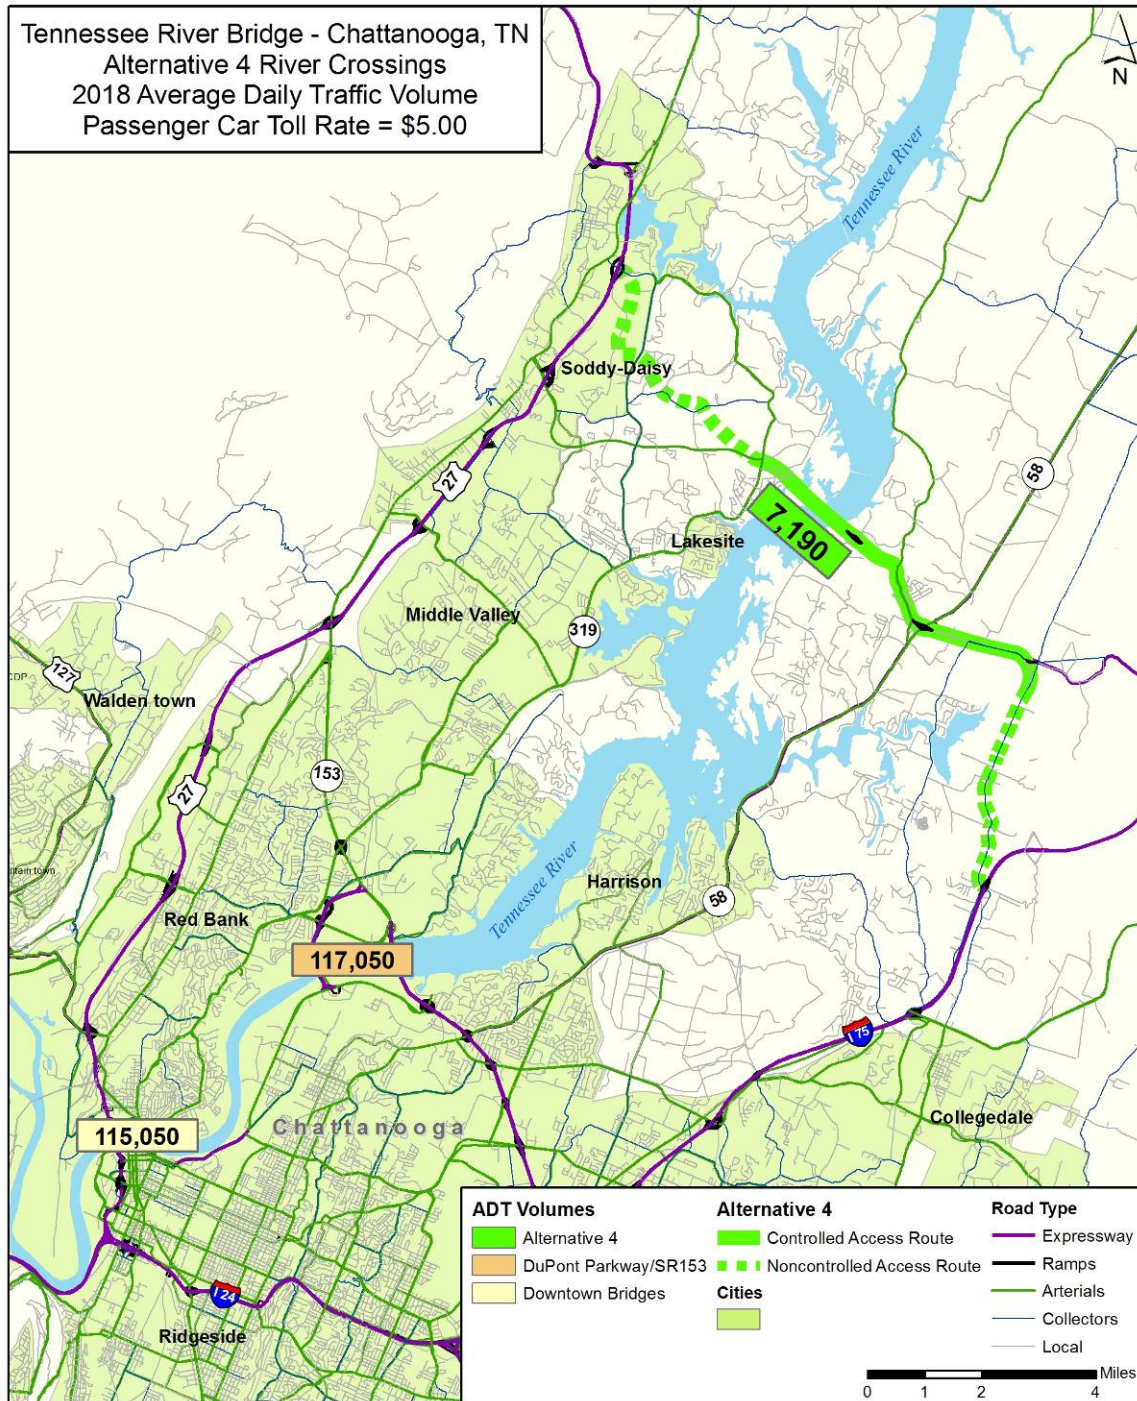 Tennessee River Bridge - Chattanooga, TN
Alternative 4 River Crossings
2018 Average Daily Traffic Volume
Passenger Car Toll Rate = $5.00
N
Tennessee River
Soddy-Daisy
58
27
7,190
Lakesite
Middle Valley
319
127
CDP
Walden town
153
27
Tennessee River
Harrison
58
Red Bank
117,050
I 75
115,050
Chattanooga
Collegedale
I 24
Ridgeside
ADT Volumes
Alternative 4
DuPont Parkway/SR153
Downtown Bridges
Alternative 4
Controlled Access Route
Noncontrolled Access Route
Cities
Road Type
Expressway
Ramps
Arterials
Collectors
Local
Miles
0 1 2 4